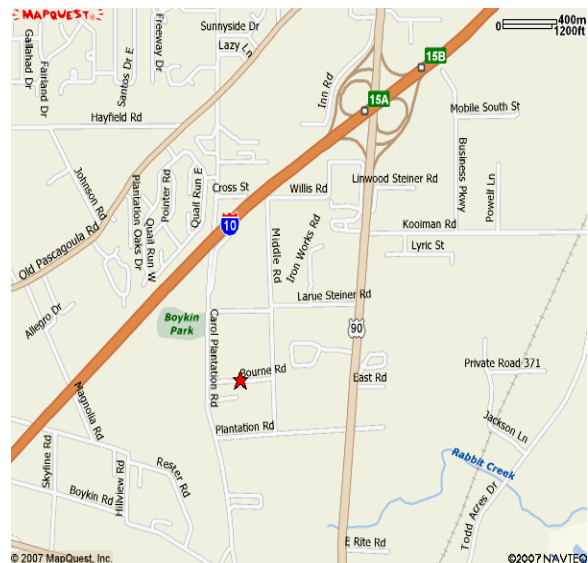 MAPQUEST
400m
1200ft
Sunnyside Dr
Lazy Ln
Gallahad Dr
Fairland Dr
Santos Dr E
Freeway Dr
Inn Rd
15B
15A
Hayfield Rd
Mobile South St
Business Pkwy
Powell Ln
Johnson Rd
Plantation Oaks Dr
Pointer Rd
Quail Run E
Quail Run W
Cross St
Willis Rd
Linwood Steiner Rd
Kooiman Rd
Lyric St
Old Pascagoula Rd
10
Middle Rd
Iron Works Rd
Larue Steiner Rd
Allegro Dr
Boykin
Park
Carol Plantation Rd
90
Bourne Rd
East Rd
Private Road 371
Magnolia Rd
Plantation Rd
Jackson Ln
Skyline Rd
Hillview Rd
Rester Rd
Boykin Rd
Rabbit Creek
Todd Acres Dr
E Rite Rd
© 2007 MapQuest, Inc.
©2007 NAVTEQ